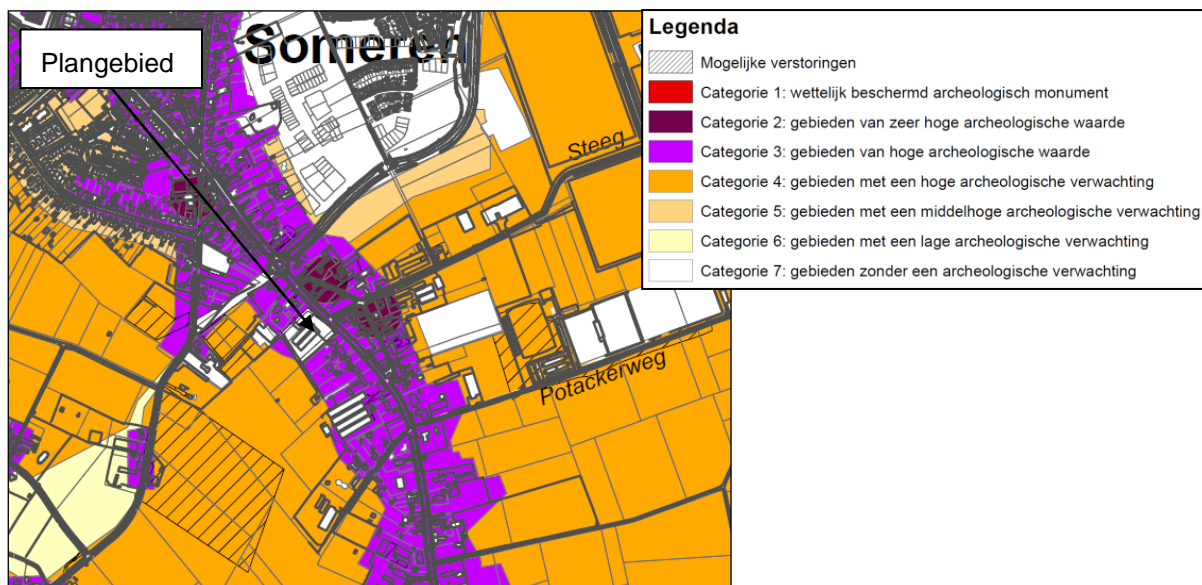 Someren
Plangebied
Steeg
Potackerweg
Legenda
Mogelijke verstoringen
Categorie 1: wettelijk beschermd archeologisch monument
Categorie 2: gebieden van zeer hoge archeologische waarde
Categorie 3: gebieden van hoge archeologische waarde
Categorie 4: gebieden met een hoge archeologische verwachting
Categorie 5: gebieden met een middelhoge archeologische verwachting
Categorie 6: gebieden met een lage archeologische verwachting
Categorie 7: gebieden zonder een archeologische verwachting